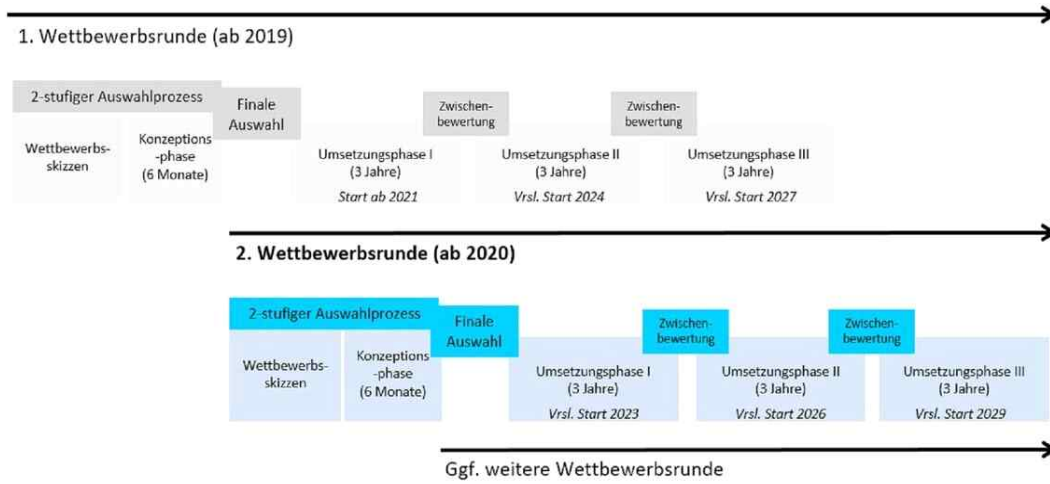 1. Wettbewerbsrunde (ab 2019)
2-stufiger Auswahlprozess
Finale
Auswahl
Zwischen-
bewertung
Zwischen-
bewertung
Wettbewerbs-
skizzen
Konzeptions
-phase
(6 Monate)
Umsetzungsphase I
(3 Jahre)
Start ab 2021
Umsetzungsphase II
(3 Jahre)
Vrsl. Start 2024
Umsetzungsphase III
(3 Jahre)
Vrsl. Start 2027
2. Wettbewerbsrunde (ab 2020)
2-stufiger Auswahlprozess
Finale
Auswahl
Zwischen-
bewertung
Zwischen-
bewertung
Wettbewerbs-
skizzen
Konzeptions
-phase
(6 Monate)
Umsetzungsphase I
(3 Jahre)
Vrsl. Start 2023
Umsetzungsphase II
(3 Jahre)
Vrsl. Start 2026
Umsetzungsphase III
(3 Jahre)
Vrsl. Start 2029
Ggf. weitere Wettbewerbsrunde